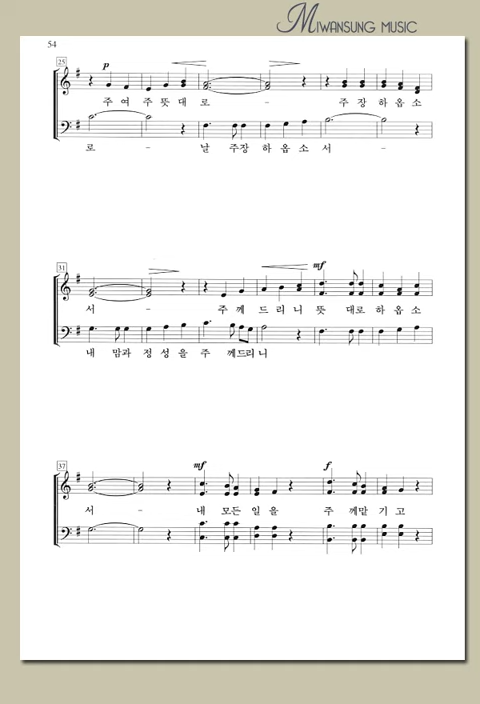 MIWANSUNG MUSIC
54
25
p
주 여 주 뜻 대 로 - 주 장 하 옵 소
로 - 날 주장 하 옵 소 서 -
31
mf
서 - 주 께 드 리 니 뜻 대로 하 옵 소
내 맘과 정 성 을 주 께드리 니
37
mf f
서 - 내 모든 일 을 주 께맡 기 고